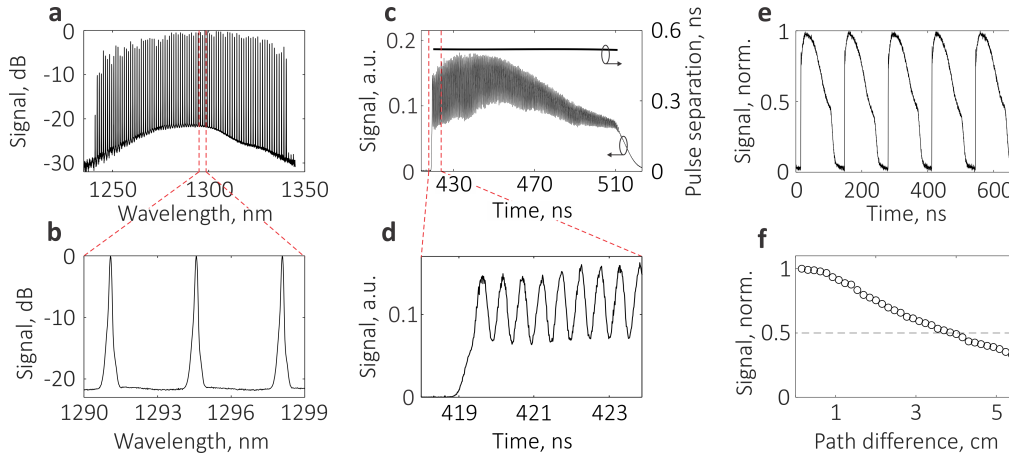 a
0
-10
-20
-30
Signal, dB
1250
1300
1350
Wavelength, nm
b
0
-10
-20
Signal, dB
1290
1293
1296
1299
Wavelength, nm
c
0.2
0.1
0
Signal, a.u.
0.6
0.3
0
Pulse separation, ns
430
470
510
Time, ns
d
0.1
0
Signal, a.u.
419
421
423
Time, ns
e
1
0.5
0
Signal, norm.
0
200
400
600
Time, ns
f
1
0.5
0
Signal, norm.
1
3
5
Path difference, cm